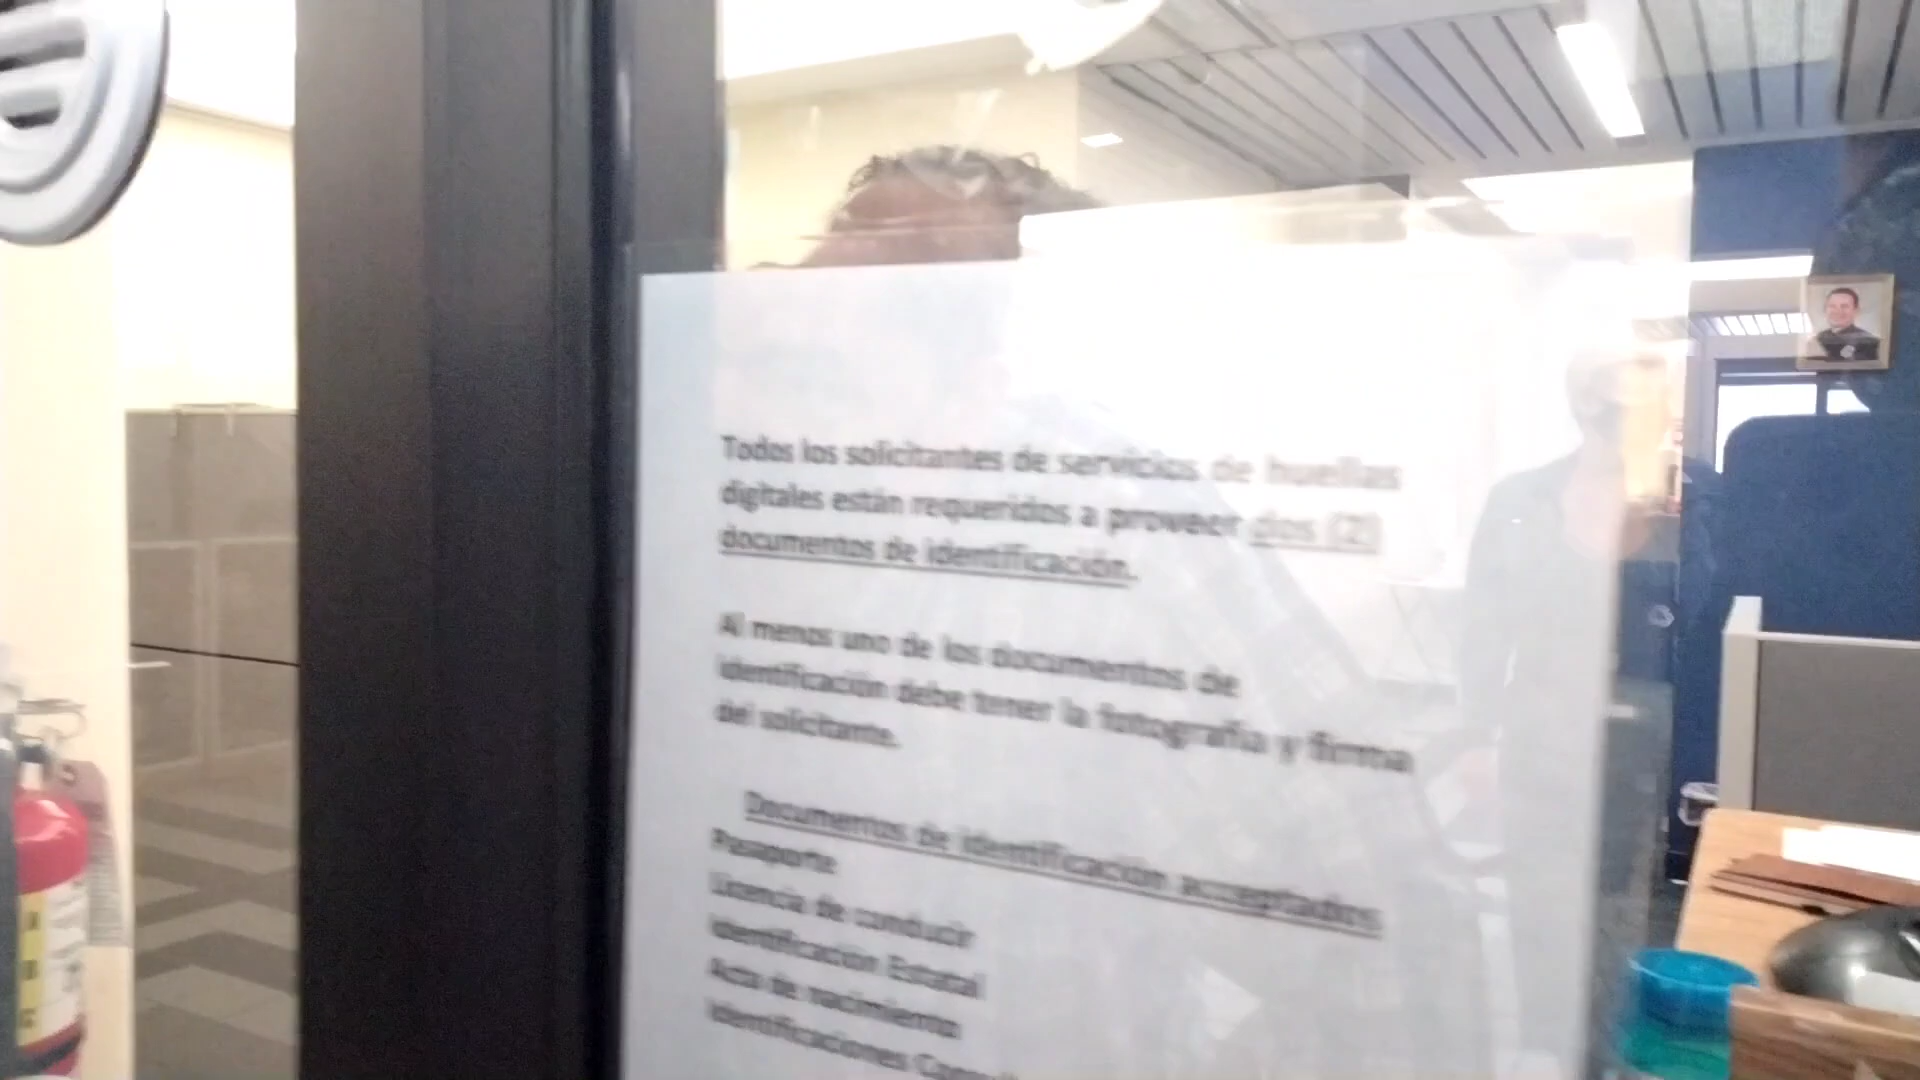 Todos los solicitantes de servicios de huellas
digitales están requeridos a proveer dos (2)
documentos de identificación.
Al menos uno de los documentos de
identificación debe tener la fotografía y firma
del solicitante.
Documentos de identificación acceptados
Pasaporte
Licencia de conducir
Identificación Estatal
Acta de nacimiento
Identificaciones